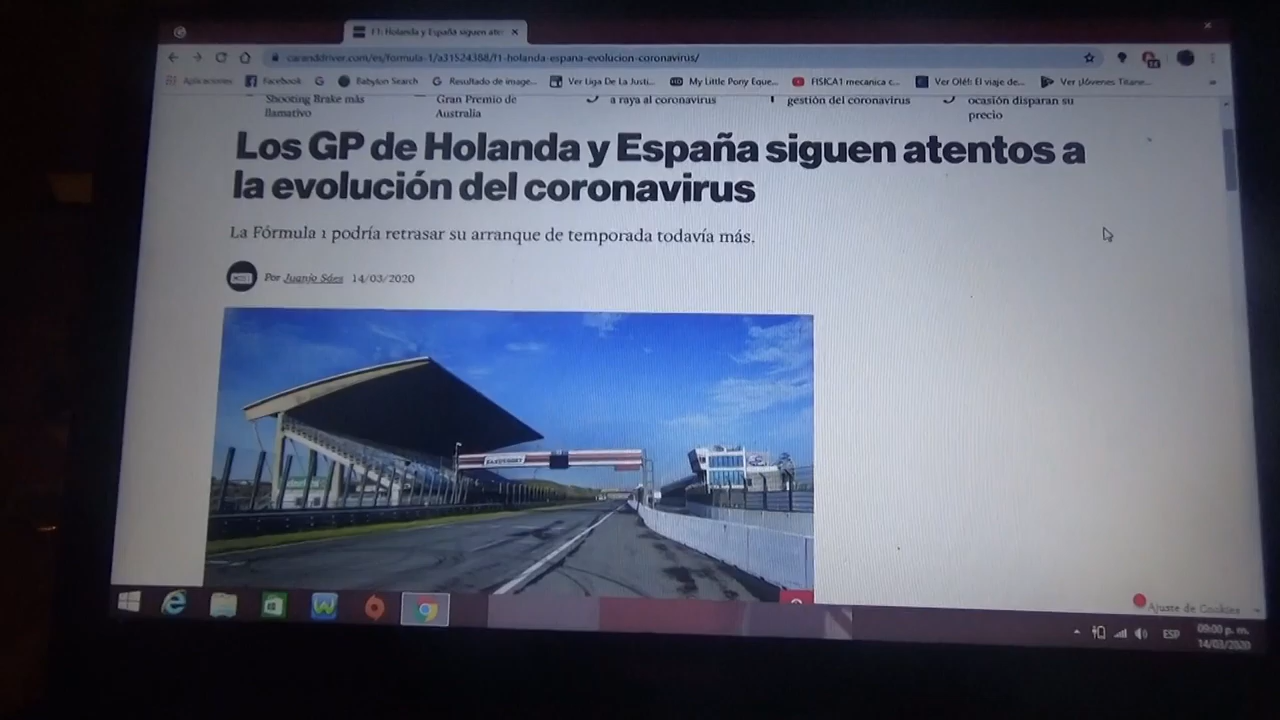 F1: Holanda y España siguen aten
caranddriver.com/es/formula-1/a31524388/f1-holanda-espana-evolucion-coronavirus/
Aplicaciones Facebook Babylon Search Resultado de image... Ver Liga De La Justi... My Little Pony Eque... FISICA1 mecanica c... Ver Olé!: El viaje de... Ver ¡Jóvenes Titane...
Shooting Brake más
llamativo
Gran Premio de
Australia
a raya al coronavirus
gestión del coronavirus
ocasión disparan su
precio
Los GP de Holanda y España siguen atentos a
la evolución del coronavirus
La Fórmula 1 podría retrasar su arranque de temporada todavía más.
Por Juanjo Sáes 14/03/2020
Ajuste de Cookies
ESP
09:00 p. m.
14/03/2020